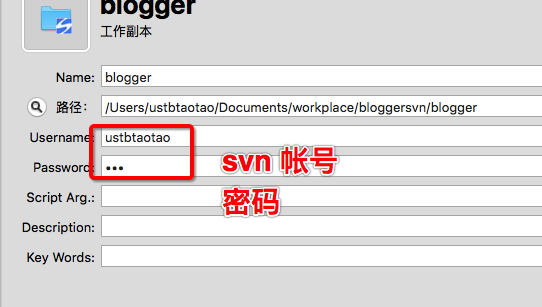 blogger
工作副本
Name: blogger
路径： /Users/ustbtaotao/Documents/workplace/bloggersvn/blogger
Username: ustbtaotao
Password: •••
svn 帐号
密码
Script Arg.:
Description:
Key Words: